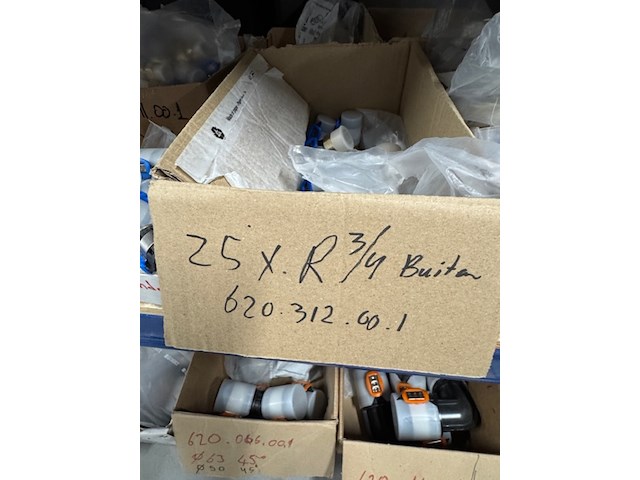 25 X. R 3/4 Buiten
620.312.00.1
620.066.001
ø63 45°
ø50 45°